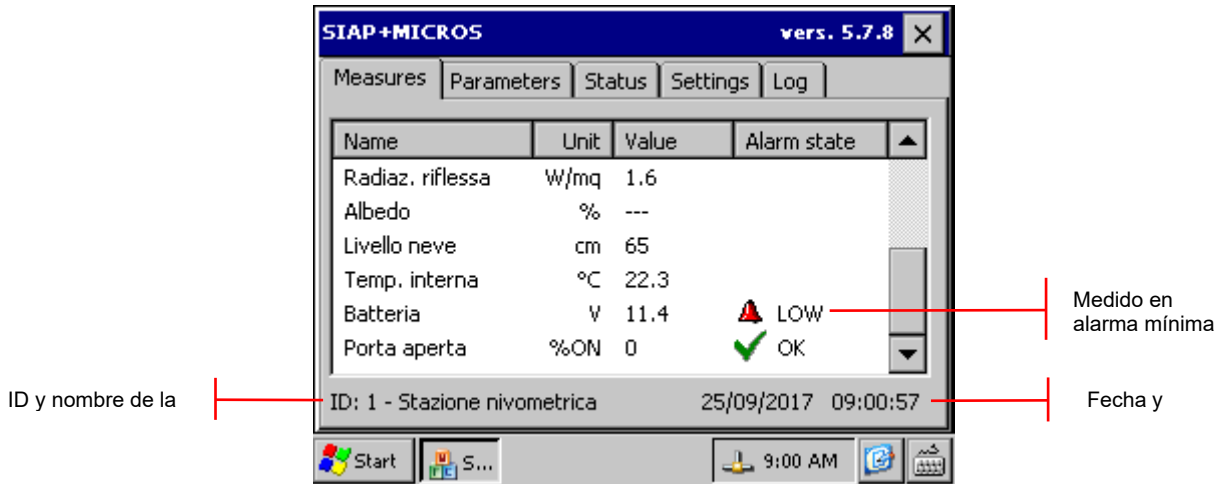 SIAP+MICROS vers. 5.7.8
Measures Parameters Status Settings Log
Name Unit Value Alarm state
Radiaz. riflessa W/mq 1.6
Albedo % ---
Livello neve cm 65
Temp. interna °C 22.3
Batteria V 11.4 LOW
Porta aperta %ON 0 OK
Medido en
alarma mínima
ID y nombre de la
ID: 1 - Stazione nivometrica 25/09/2017 09:00:57
Fecha y
Start S... 9:00 AM